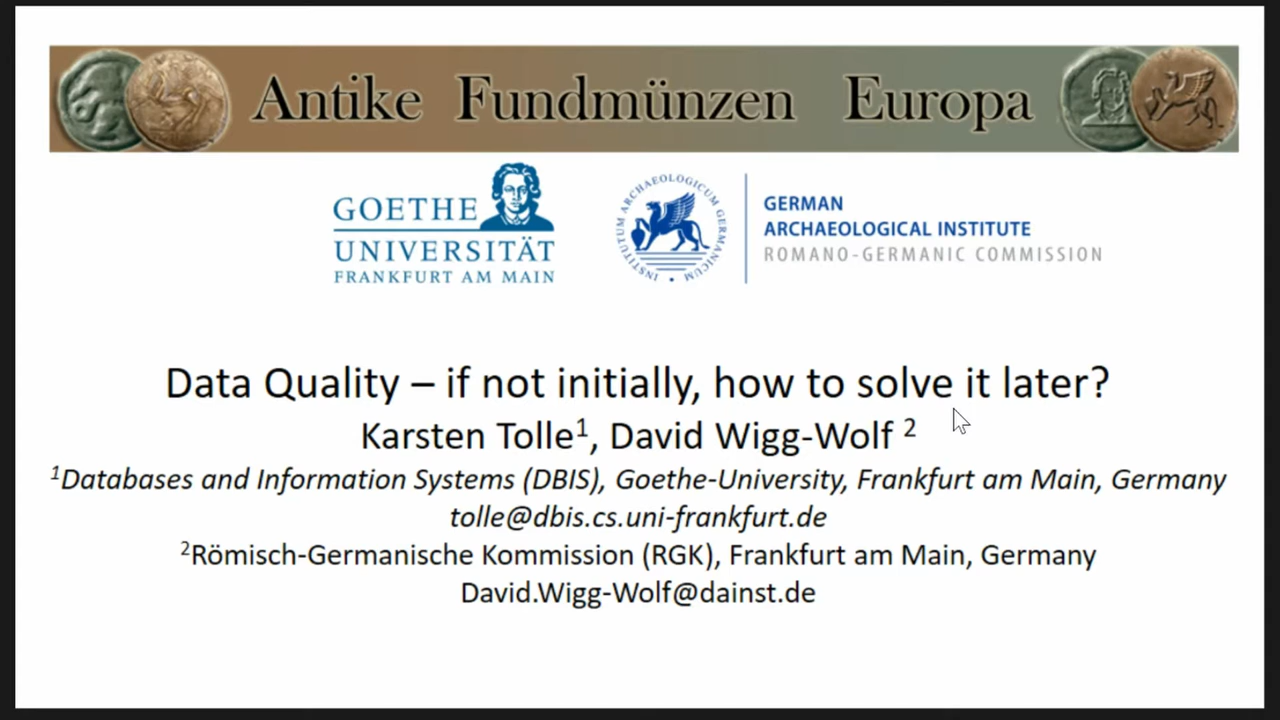 Antike Fundmünzen Europa
GOETHE
UNIVERSITÄT
FRANKFURT AM MAIN
INSTITUTUM ARCHAEOLOGICUM GERMANICUM
GERMAN
ARCHAEOLOGICAL INSTITUTE
ROMANO-GERMANIC COMMISSION
Data Quality – if not initially, how to solve it later?
Karsten Tolle¹, David Wigg-Wolf ²
¹Databases and Information Systems (DBIS), Goethe-University, Frankfurt am Main, Germany
tolle@dbis.cs.uni-frankfurt.de
²Römisch-Germanische Kommission (RGK), Frankfurt am Main, Germany
David.Wigg-Wolf@dainst.de